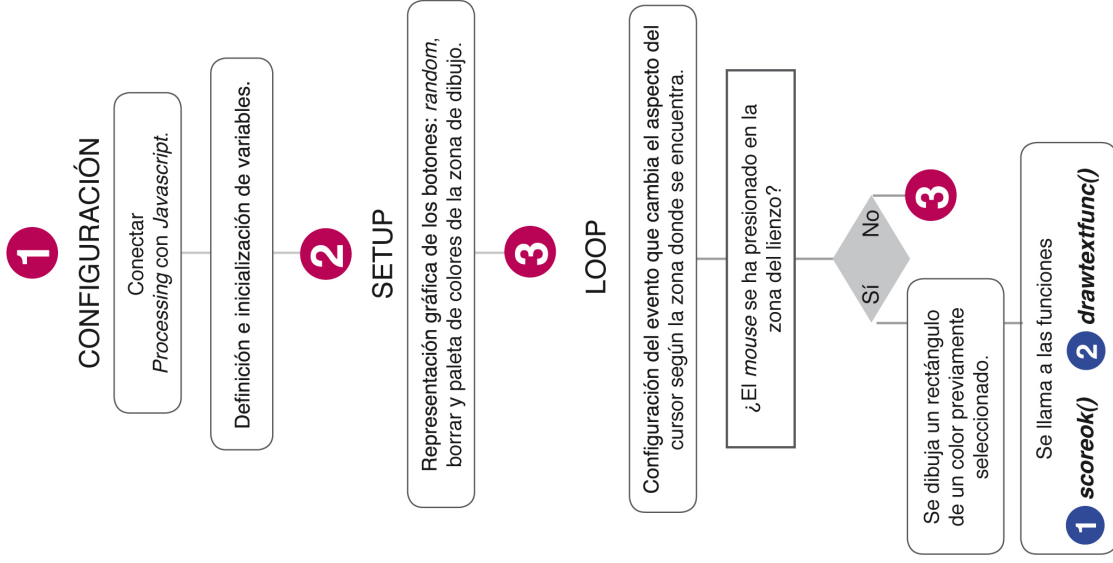 1
CONFIGURACIÓN
Conectar
Processing con Javascript.
Definición e inicialización de variables.
2
SETUP
Representación gráfica de los botones: random,
borrar y paleta de colores de la zona de dibujo.
3
LOOP
Configuración del evento que cambia el aspecto del
cursor según la zona donde se encuentra.
¿El mouse se ha presionado en la
zona del lienzo?
Sí
No
3
Se dibuja un rectángulo
de un color previamente
seleccionado.
Se llama a las funciones
1 scoreok() 2 drawtextfunc()